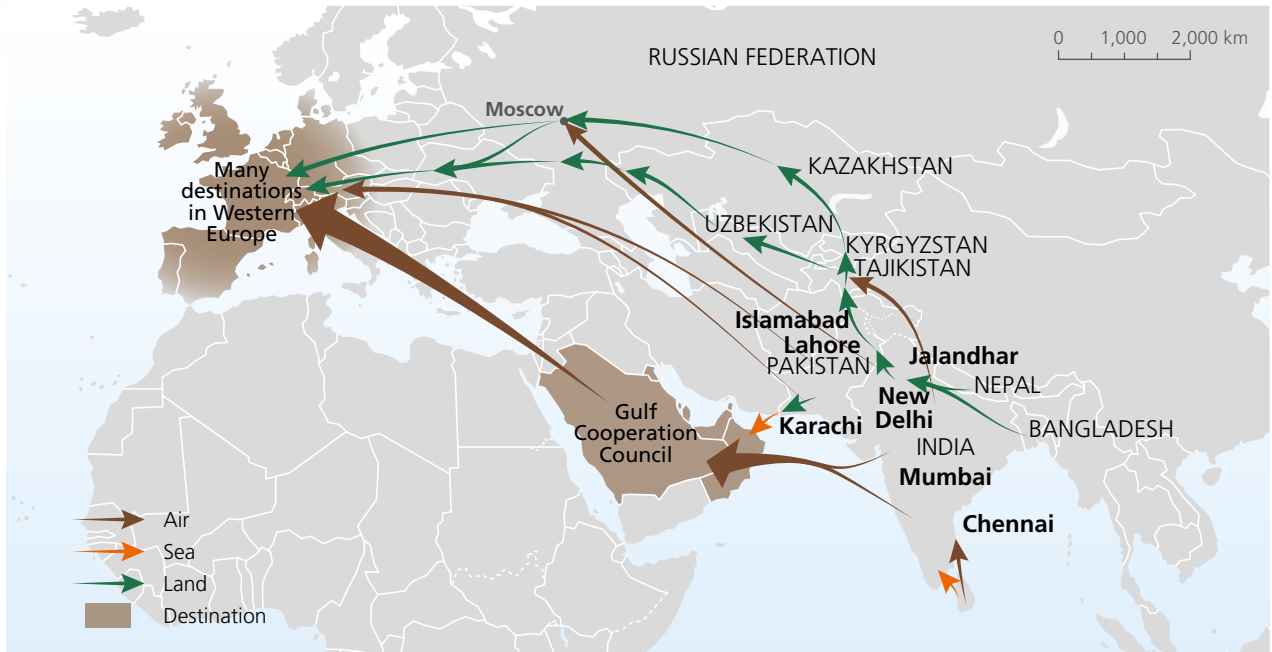 RUSSIAN FEDERATION
0 1,000 2,000 km
Moscow
KAZAKHSTAN
Many
destinations
in Western
Europe
UZBEKISTAN
KYRGYZSTAN
TAJIKISTAN
Islamabad
Lahore
PAKISTAN
Jalandhar
NEPAL
New
Delhi
Karachi
BANGLADESH
INDIA
Gulf
Cooperation
Council
Mumbai
Chennai
Air
Sea
Land
Destination